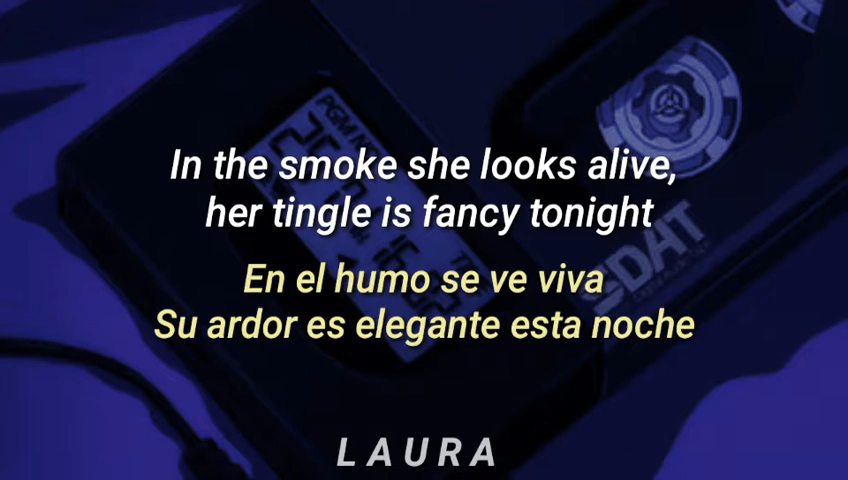 In the smoke she looks alive,
her tingle is fancy tonight
En el humo se ve viva
Su ardor es elegante esta noche
DAT
LAURA